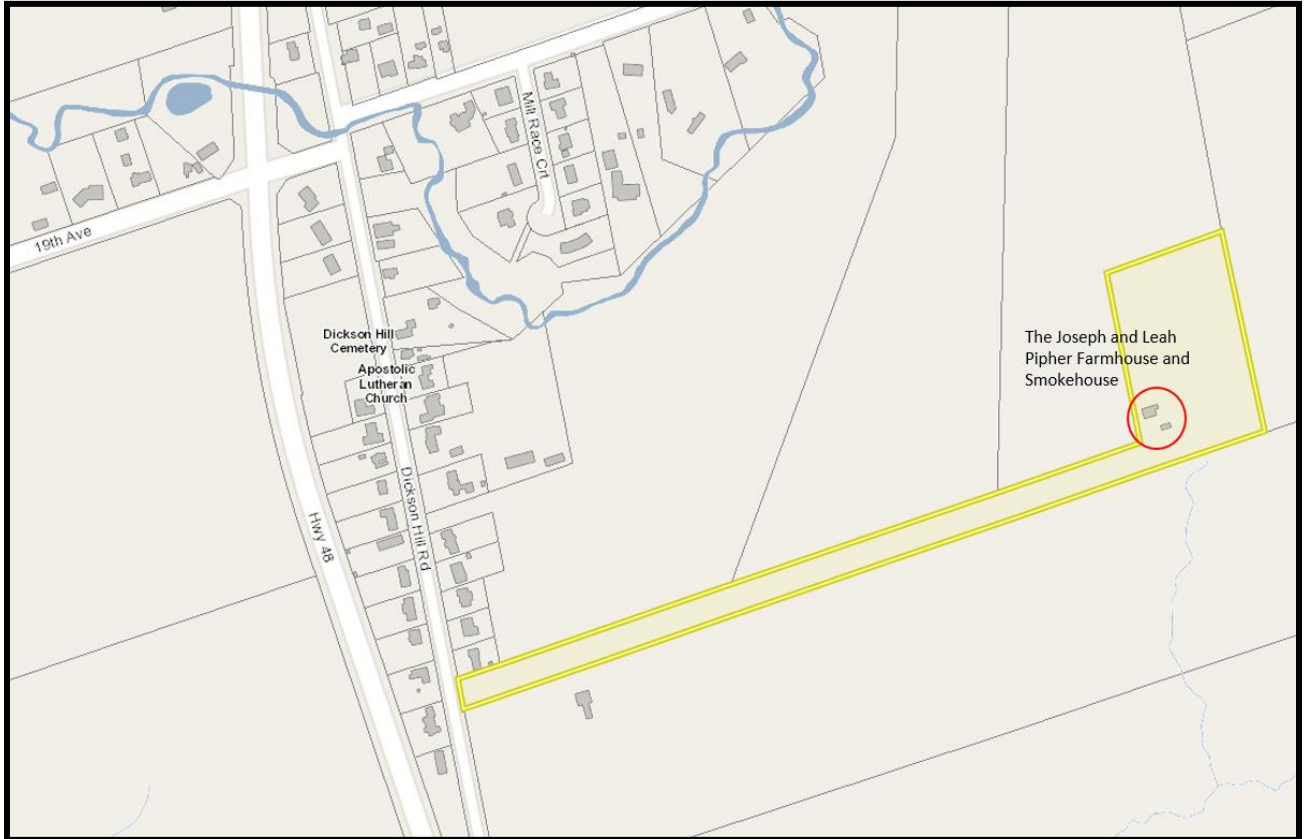 Mill Race Crt
19th Ave
Dickson Hill
Cemetery
Apostolic
Lutheran
Church
The Joseph and Leah
Pipher Farmhouse and
Smokehouse
Dickson Hill Rd
Hwy 48